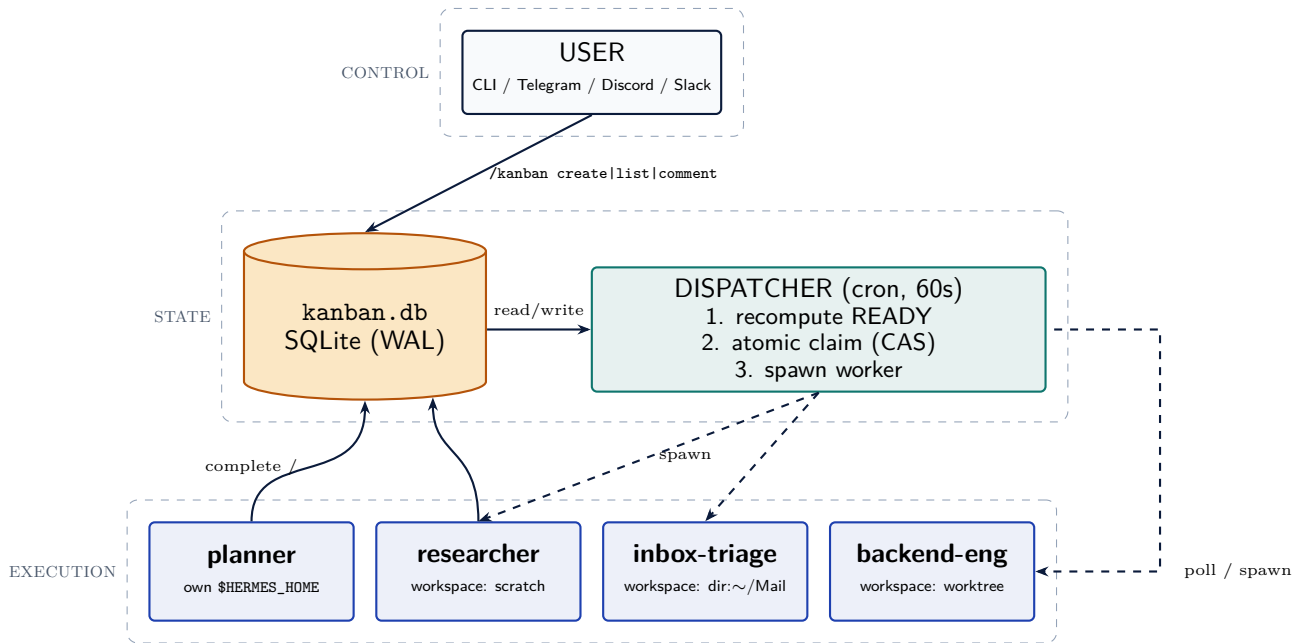 USER
CLI / Telegram / Discord / Slack
CONTROL
/kanban create|list|comment
kanban.db
SQLite (WAL)
STATE
read/write
DISPATCHER (cron, 60s)
1. recompute READY
2. atomic claim (CAS)
3. spawn worker
complete /
spawn
EXECUTION
planner
own $HERMES_HOME
researcher
workspace: scratch
inbox-triage
workspace: dir:∼/Mail
backend-eng
workspace: worktree
poll / spawn